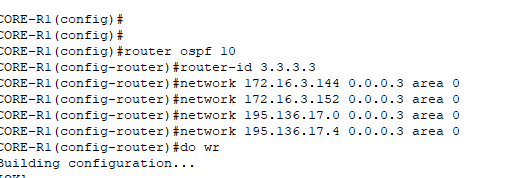 CORE-R1(config)#
CORE-R1(config)#
CORE-R1(config)#router ospf 10
CORE-R1(config-router)#router-id 3.3.3.3
CORE-R1(config-router)#network 172.16.3.144 0.0.0.3 area 0
CORE-R1(config-router)#network 172.16.3.152 0.0.0.3 area 0
CORE-R1(config-router)#network 195.136.17.0 0.0.0.3 area 0
CORE-R1(config-router)#network 195.136.17.4 0.0.0.3 area 0
CORE-R1(config-router)#do wr
Building configuration...
[OK]